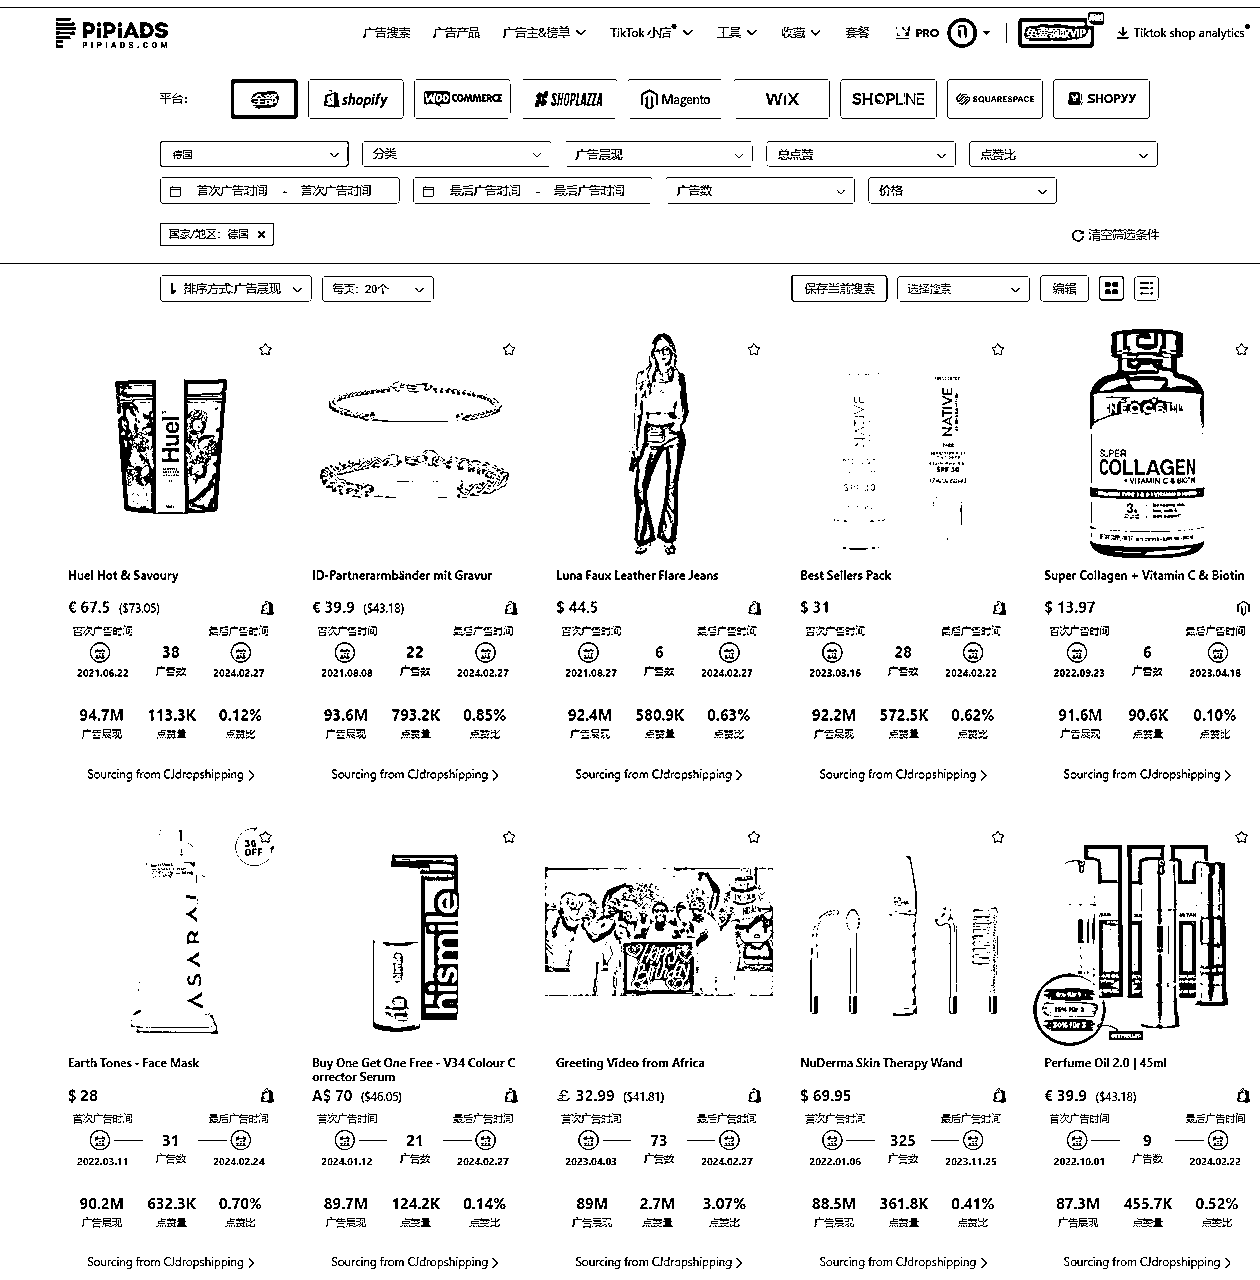 PiPiADS
PIPIADS.COM
广告搜索 广告产品 广告主&榜单 TikTok 小店 工具 收藏 套餐 PRO 免费领取VIP Tiktok shop analytics
平台: 全部 shopify WOO COMMERCE SHOPLAZZA Magento WiX SHOPLINE SQUARESPACE SHOPYY
德国 分类 广告展现 总点赞 点赞比
首次广告时间 - 首次广告时间 最后广告时间 - 最后广告时间 广告数 价格
国家/地区: 德国 × 清空筛选条件
排序方式:广告展现 每页: 20个 保存当前搜索 选择搜索 编辑
Huel
NATIVE NATIVE
SPF 30 SPF 30
NEOCELL
SUPER
COLLAGEN
+ VITAMIN C & BIOTIN
Huel Hot & Savoury ID-Partnerarmbänder mit Gravur Luna Faux Leather Flare Jeans Best Sellers Pack Super Collagen + Vitamin C & Biotin
€ 67.5 ($73.05) € 39.9 ($43.18) $ 44.5 $ 31 $ 13.97
首次广告时间 最后广告时间 首次广告时间 最后广告时间 首次广告时间 最后广告时间 首次广告时间 最后广告时间 首次广告时间 最后广告时间
38 22 6 28 6
2021.06.22 广告数 2024.02.27 2021.08.08 广告数 2024.02.27 2021.08.27 广告数 2024.02.27 2023.03.16 广告数 2024.02.22 2022.09.23 广告数 2023.04.18
94.7M 113.3K 0.12% 93.6M 793.2K 0.85% 92.4M 580.9K 0.63% 92.2M 572.5K 0.62% 91.6M 90.6K 0.10%
广告展现 点赞量 点赞比 广告展现 点赞量 点赞比 广告展现 点赞量 点赞比 广告展现 点赞量 点赞比 广告展现 点赞量 点赞比
Sourcing from CJdropshipping Sourcing from CJdropshipping Sourcing from CJdropshipping Sourcing from CJdropshipping Sourcing from CJdropshipping
30
OFF
ASARAI
hismile
Happy
Birthday
Earth Tones - Face Mask Buy One Get One Free - V34 Colour C Greeting Video from Africa NuDerma Skin Therapy Wand Perfume Oil 2.0 | 45ml
orrector Serum
$ 28 A$ 70 ($46.05) £ 32.99 ($41.81) $ 69.95 € 39.9 ($43.18)
首次广告时间 最后广告时间 首次广告时间 最后广告时间 首次广告时间 最后广告时间 首次广告时间 最后广告时间 首次广告时间 最后广告时间
31 21 73 325 9
2022.03.11 广告数 2024.02.24 2024.01.12 广告数 2024.02.27 2023.04.03 广告数 2024.02.27 2022.01.06 广告数 2023.11.25 2022.10.01 广告数 2024.02.22
90.2M 632.3K 0.70% 89.7M 124.2K 0.14% 89M 2.7M 3.07% 88.5M 361.8K 0.41% 87.3M 455.7K 0.52%
广告展现 点赞量 点赞比 广告展现 点赞量 点赞比 广告展现 点赞量 点赞比 广告展现 点赞量 点赞比 广告展现 点赞量 点赞比
Sourcing from CJdropshipping Sourcing from CJdropshipping Sourcing from CJdropshipping Sourcing from CJdropshipping Sourcing from CJdropshipping